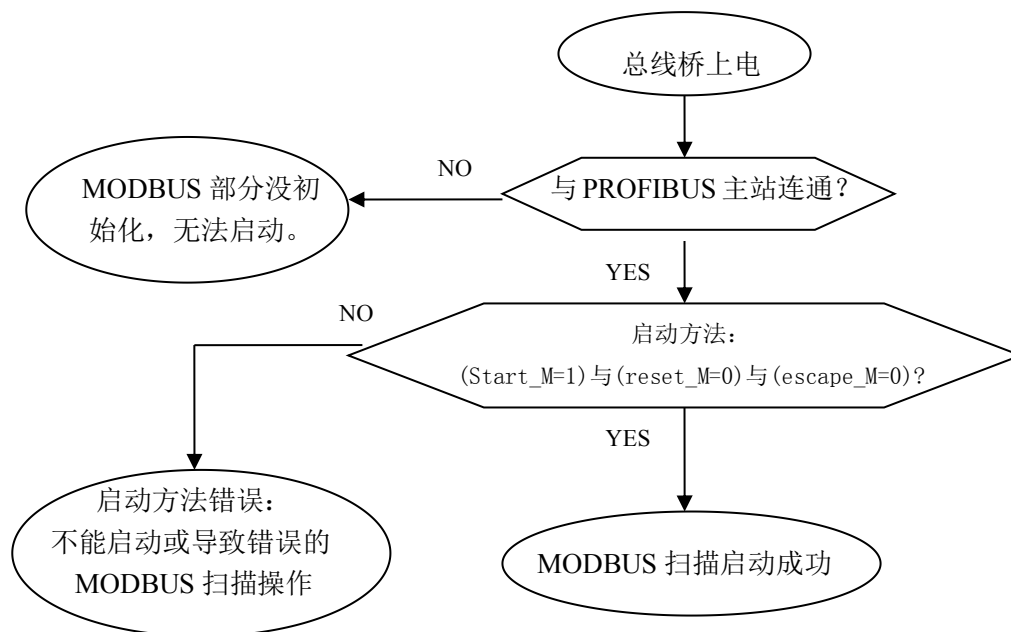 总线桥上电
NO
与 PROFIBUS 主站连通？
MODBUS 部分没初
始化，无法启动。
YES
NO
启动方法：
(Start_M=1)与(reset_M=0)与(escape_M=0)?
YES
启动方法错误：
不能启动或导致错误的
MODBUS 扫描操作
MODBUS 扫描启动成功